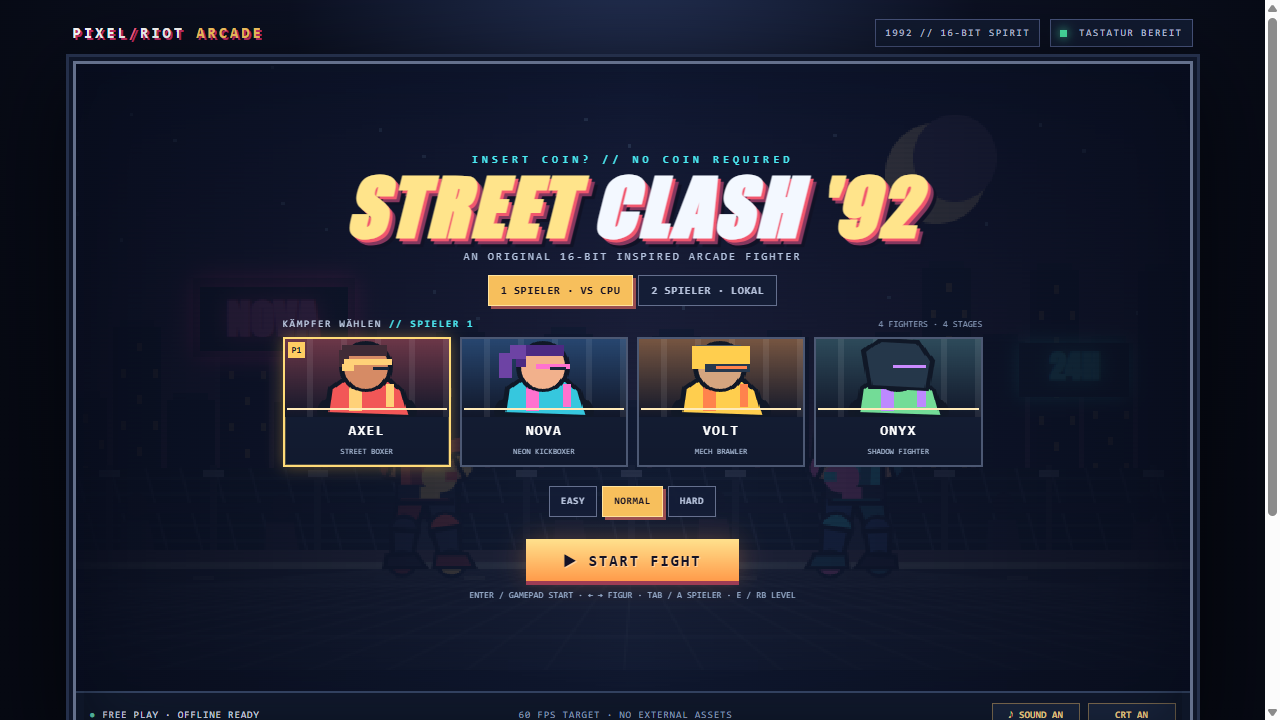 PIXEL/RIOT ARCADE
1992 // 16-BIT SPIRIT
TASTATUR BEREIT
INSERT COIN? // NO COIN REQUIRED
STREET CLASH '92
AN ORIGINAL 16-BIT INSPIRED ARCADE FIGHTER
1 SPIELER · VS CPU
2 SPIELER · LOKAL
KÄMPFER WÄHLEN // SPIELER 1
4 FIGHTERS · 4 STAGES
NOVA
24H
P1
AXEL
STREET BOXER
NOVA
NEON KICKBOXER
VOLT
MECH BRAWLER
ONYX
SHADOW FIGHTER
EASY
NORMAL
HARD
▶ START FIGHT
ENTER / GAMEPAD START · ← → FIGUR · TAB / A SPIELER · E / RB LEVEL
● FREE PLAY · OFFLINE READY
60 FPS TARGET · NO EXTERNAL ASSETS
♪ SOUND AN
CRT AN